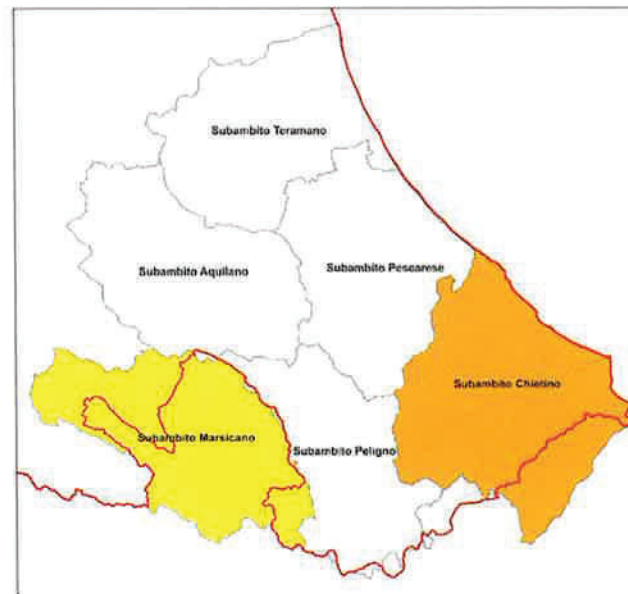 Subambito Teramano
Subambito Aquilano
Subambito Pescarese
Subambito Chietino
Subambito Marsicano
Subambito Peligno